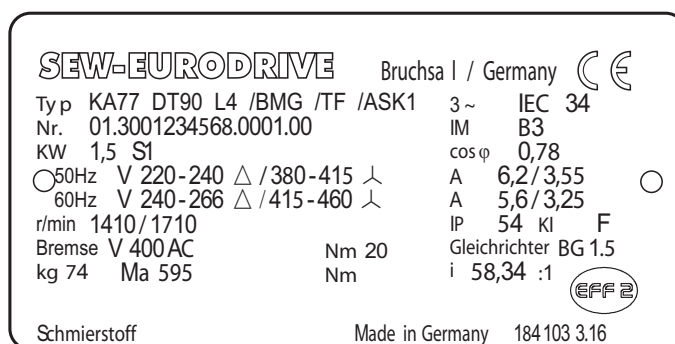 SEW-EURODRIVE Bruchsa l / Germany CE
Typ KA77 DT90 L4 /BMG /TF /ASK1 3 ~ IEC 34
Nr. 01.3001234568.0001.00 IM B3
KW 1,5 S1 cos φ 0,78
50Hz V 220-240 △ / 380-415 ⅄ A 6,2 / 3,55
60Hz V 240-266 △ / 415-460 ⅄ A 5,6 / 3,25
r/min 1410 / 1710 IP 54 KI F
Bremse V 400 AC Nm 20 Gleichrichter BG 1.5
kg 74 Ma 595 Nm i 58,34 :1
EFF 2
Schmierstoff Made in Germany 184 103 3.16